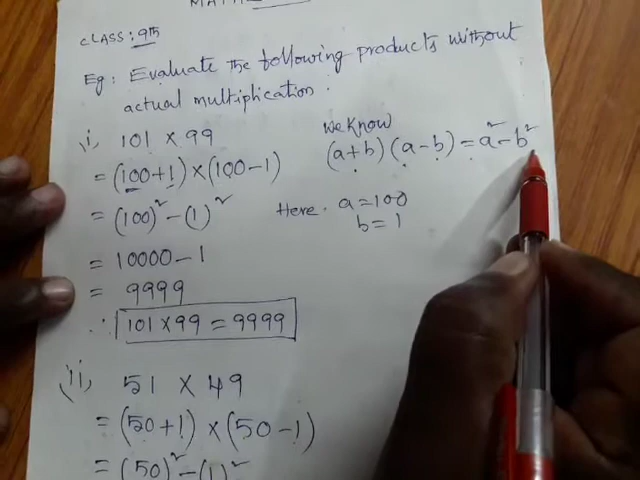 CLASS: 9th
Eg: Evaluate the following products without
actual multiplication.
(i) 101 × 99
= (100+1) × (100-1)
= (100)² - (1)²
= 10000 - 1
= 9999
∴ 101 × 99 = 9999
We Know
(a+b) (a-b) = a² - b²
Here. a = 100
b = 1
(ii) 51 × 49
= (50+1) × (50-1)
= (50)² - (1)²